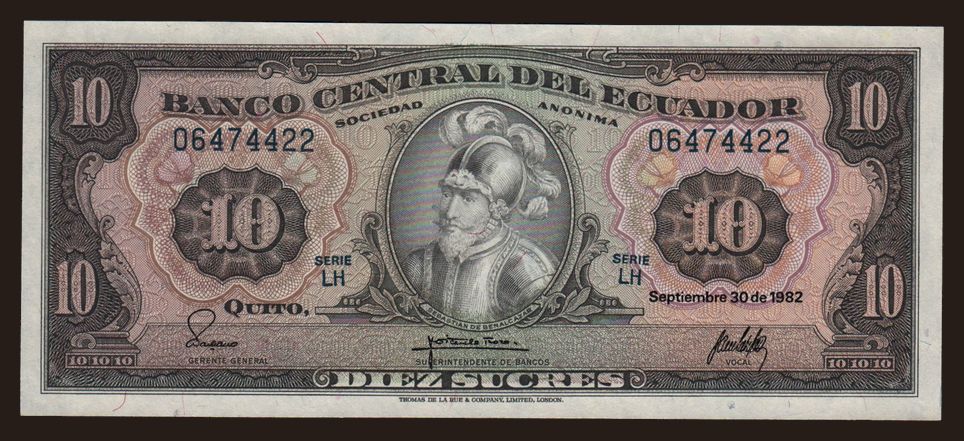 10
10
BANCO CENTRAL DEL ECUADOR
SOCIEDAD ANONIMA
06474422
06474422
10
10
SERIE
LH
SERIE
LH
QUITO,
Septiembre 30 de 1982
SEBASTIAN DE BENALCAZAR
10
10
GERENTE GENERAL
SUPERINTENDENTE DE BANCOS
VOCAL
10 10 10
10 10 10
DIEZ SUCRES
THOMAS DE LA RUE & COMPANY, LIMITED, LONDON.